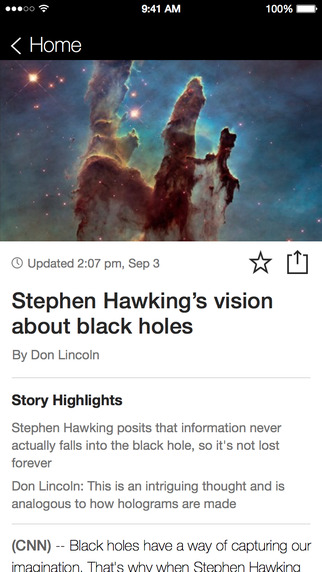 9:41 AM 100%
Home
Updated 2:07 pm, Sep 3
Stephen Hawking’s vision
about black holes
By Don Lincoln
Story Highlights
Stephen Hawking posits that information never
actually falls into the black hole, so it's not lost
forever
Don Lincoln: This is an intriguing thought and is
analogous to how holograms are made
(CNN) -- Black holes have a way of capturing our
imagination. That's why when Stephen Hawking